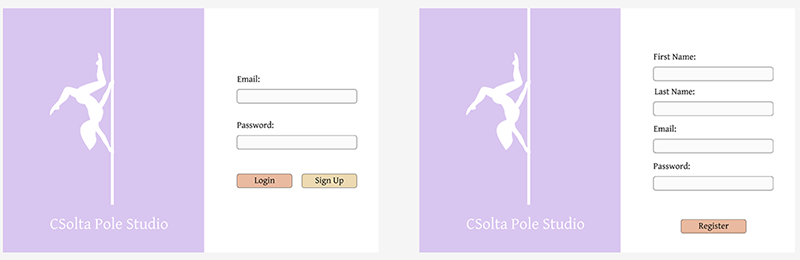 Email:
Password:
Login
Sign Up
CSolta Pole Studio
First Name:
Last Name:
Email:
Password:
Register
CSolta Pole Studio